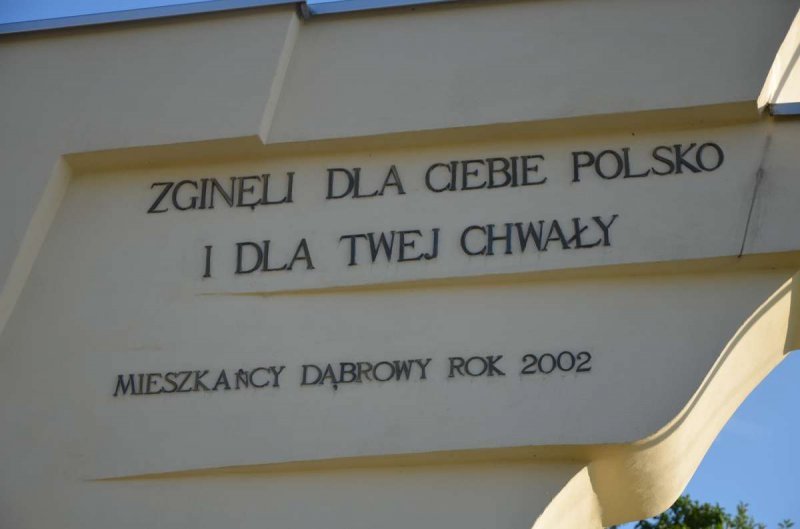 ZGINĘLI DLA CIEBIE POLSKO
I DLA TWEJ CHWAŁY
MIESZKAŃCY DĄBROWY ROK 2002